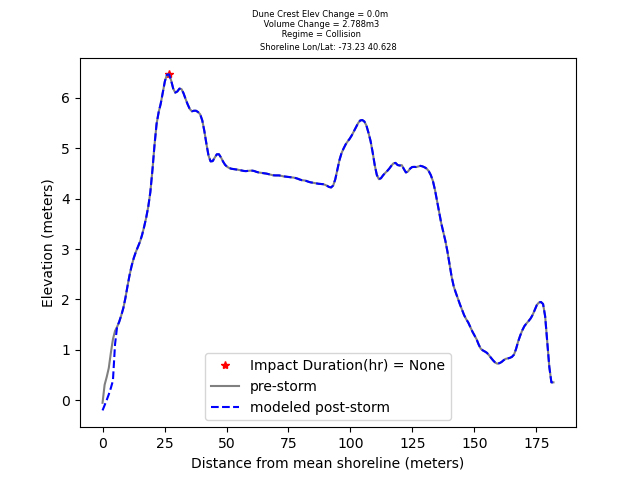 Dune Crest Elev Change = 0.0m
Volume Change = 2.788m3
Regime = Collision
Shoreline Lon/Lat: -73.23 40.628
6
5
4
3
2
1
0
Elevation (meters)
Impact Duration(hr) = None
pre-storm
modeled post-storm
0 25 50 75 100 125 150 175
Distance from mean shoreline (meters)